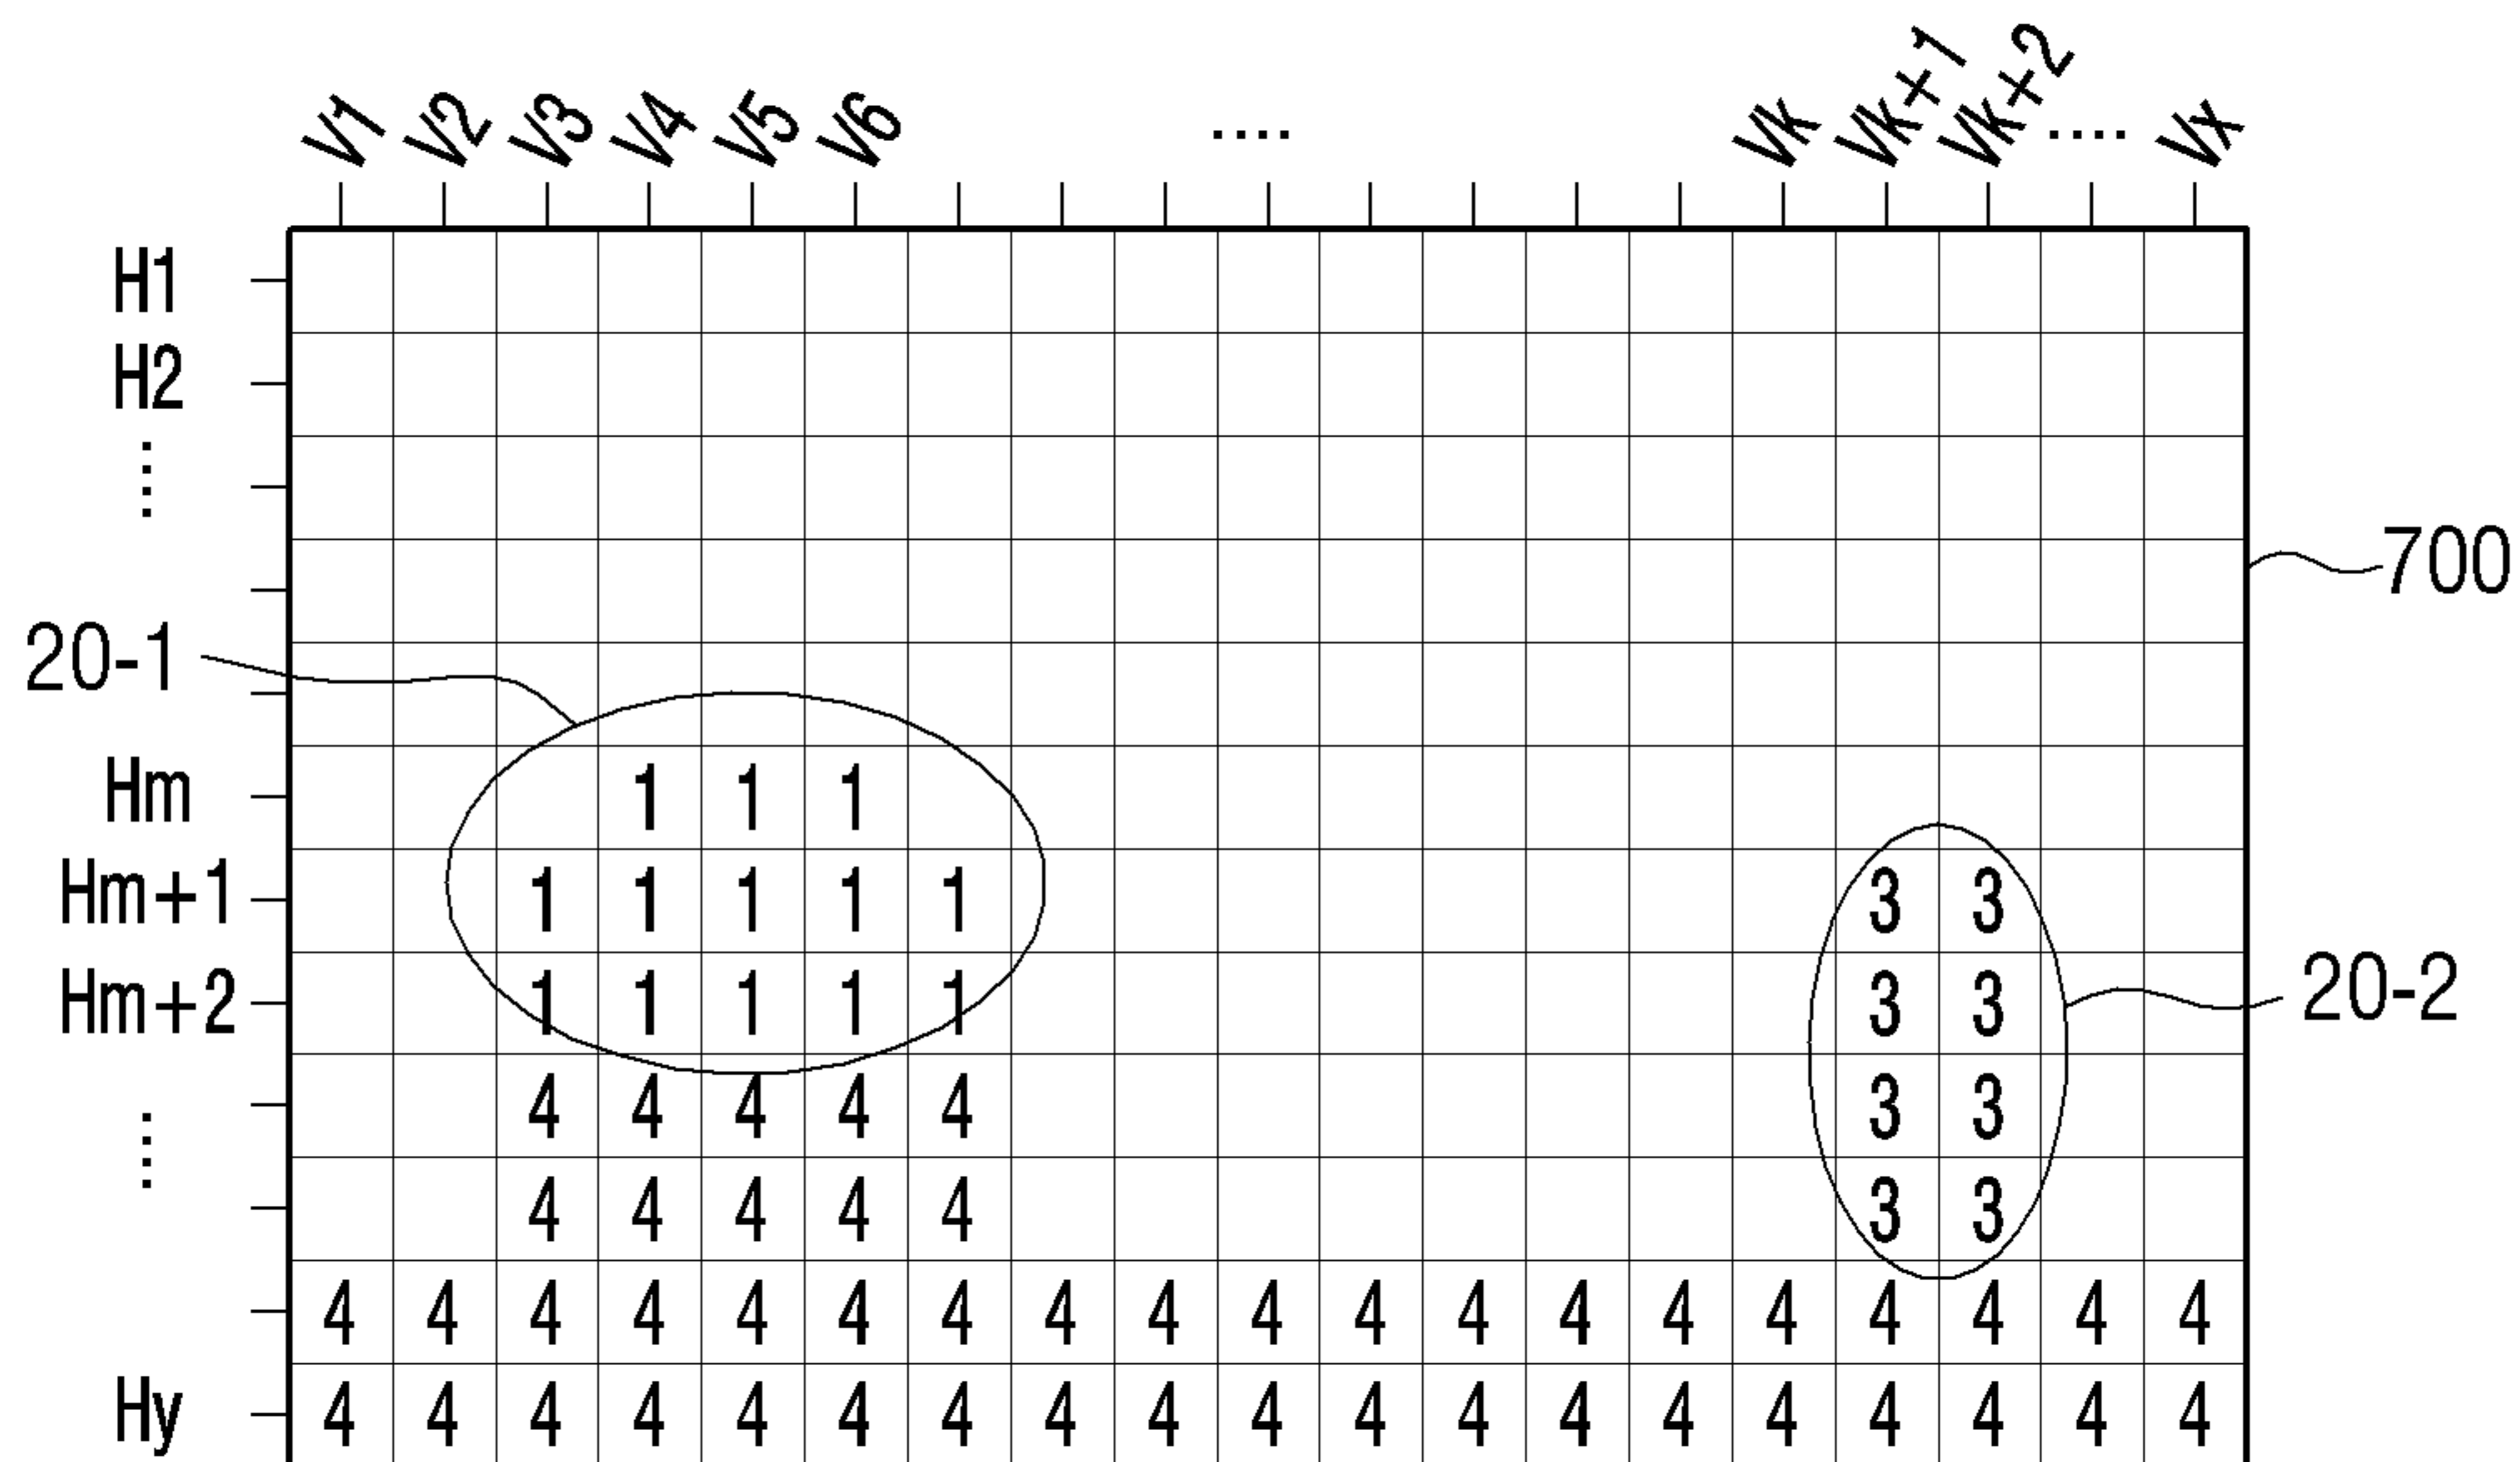 V1 V2 V3 V4 V5 V6 .... Vk Vk+1 Vk+2 .... Vx
H1
H2
⋮
700
20-1
Hm 1 1 1
Hm+1 1 1 1 1 1 3 3
Hm+2 1 1 1 1 1 3 3
20-2
4 4 4 4 4 3 3
⋮
4 4 4 4 4 3 3
4 4 4 4 4 4 4 4 4 4 4 4 4 4 4 4 4 4 4
Hy 4 4 4 4 4 4 4 4 4 4 4 4 4 4 4 4 4 4 4